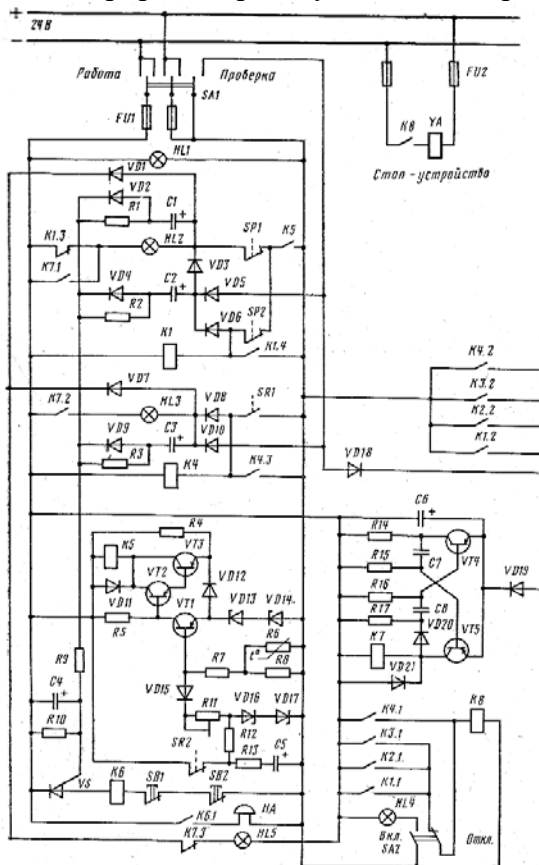 +
24В
−
Работа
Проверка
SA1
FU1
FU2
K8
YA
Стоп-устройство
HL1
VD1
VD2
R1
C1
+
K1.3
HL2
SP1
K5
K7.1
VD3
VD4
C2
+
VD5
R2
VD6
SP2
K1
K1.4
K4.2
VD7
K3.2
K7.2
HL3
VD8
SR1
K2.2
VD9
C3
+
VD10
K1.2
R3
K4
K4.3
VD18
C6
+
R4
R14
K5
VT3
C7
VT4
VT2
VD12
R15
VD11
VT1
VD13
VD14
R16
VD19
R5
R6
R17
C8
t°
VD20
R7
R8
K7
VT5
R9
VD15
VD21
R11
VD16
VD17
C4
+
R12
K4.1
K8
SR2
R13
C5
+
R10
K3.1
K2.1
VS
K6
SB1
SB2
K1.1
K6.1
HA
HL4
K7.3
HL5
Вкл.
SA2
Откл.